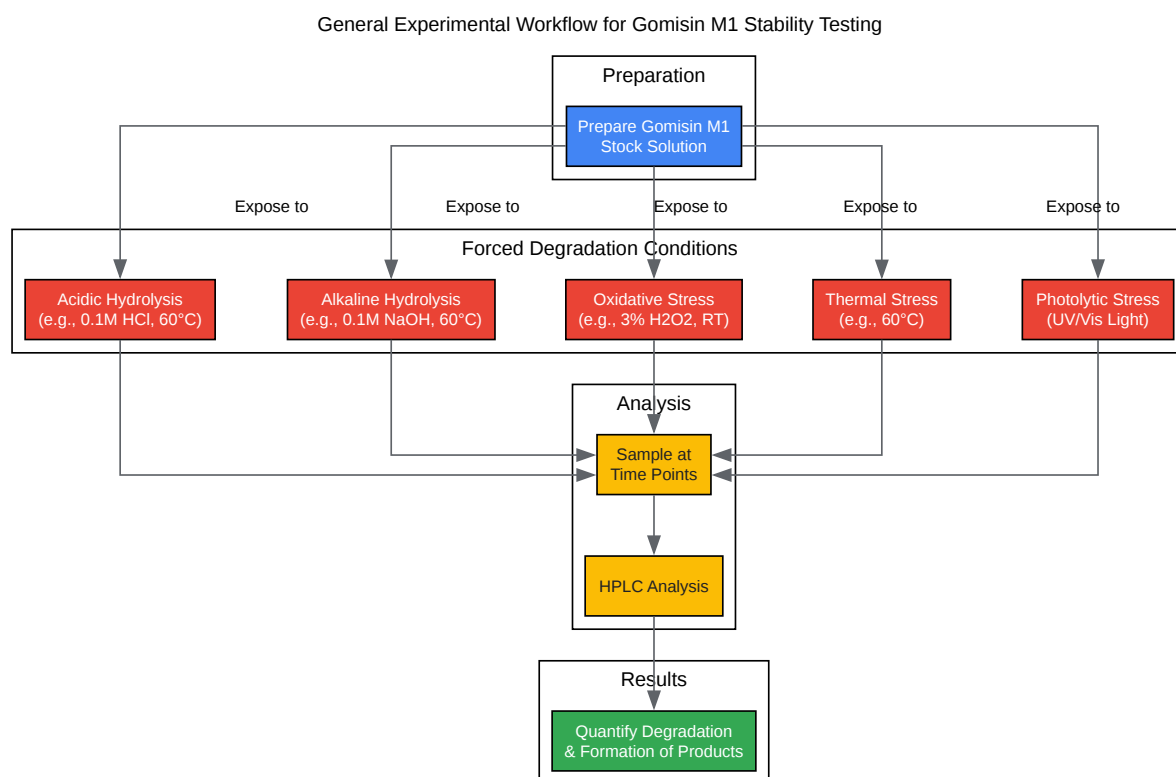 General Experimental Workflow for Gomisin M1 Stability Testing
Preparation
Prepare Gomisin M1
Stock Solution
Expose to
Expose to
Expose to
Expose to
Expose to
Forced Degradation Conditions
Acidic Hydrolysis
(e.g., 0.1M HCl, 60°C)
Alkaline Hydrolysis
(e.g., 0.1M NaOH, 60°C)
Oxidative Stress
(e.g., 3% H2O2, RT)
Thermal Stress
(e.g., 60°C)
Photolytic Stress
(UV/Vis Light)
Analysis
Sample at
Time Points
HPLC Analysis
Results
Quantify Degradation
& Formation of Products